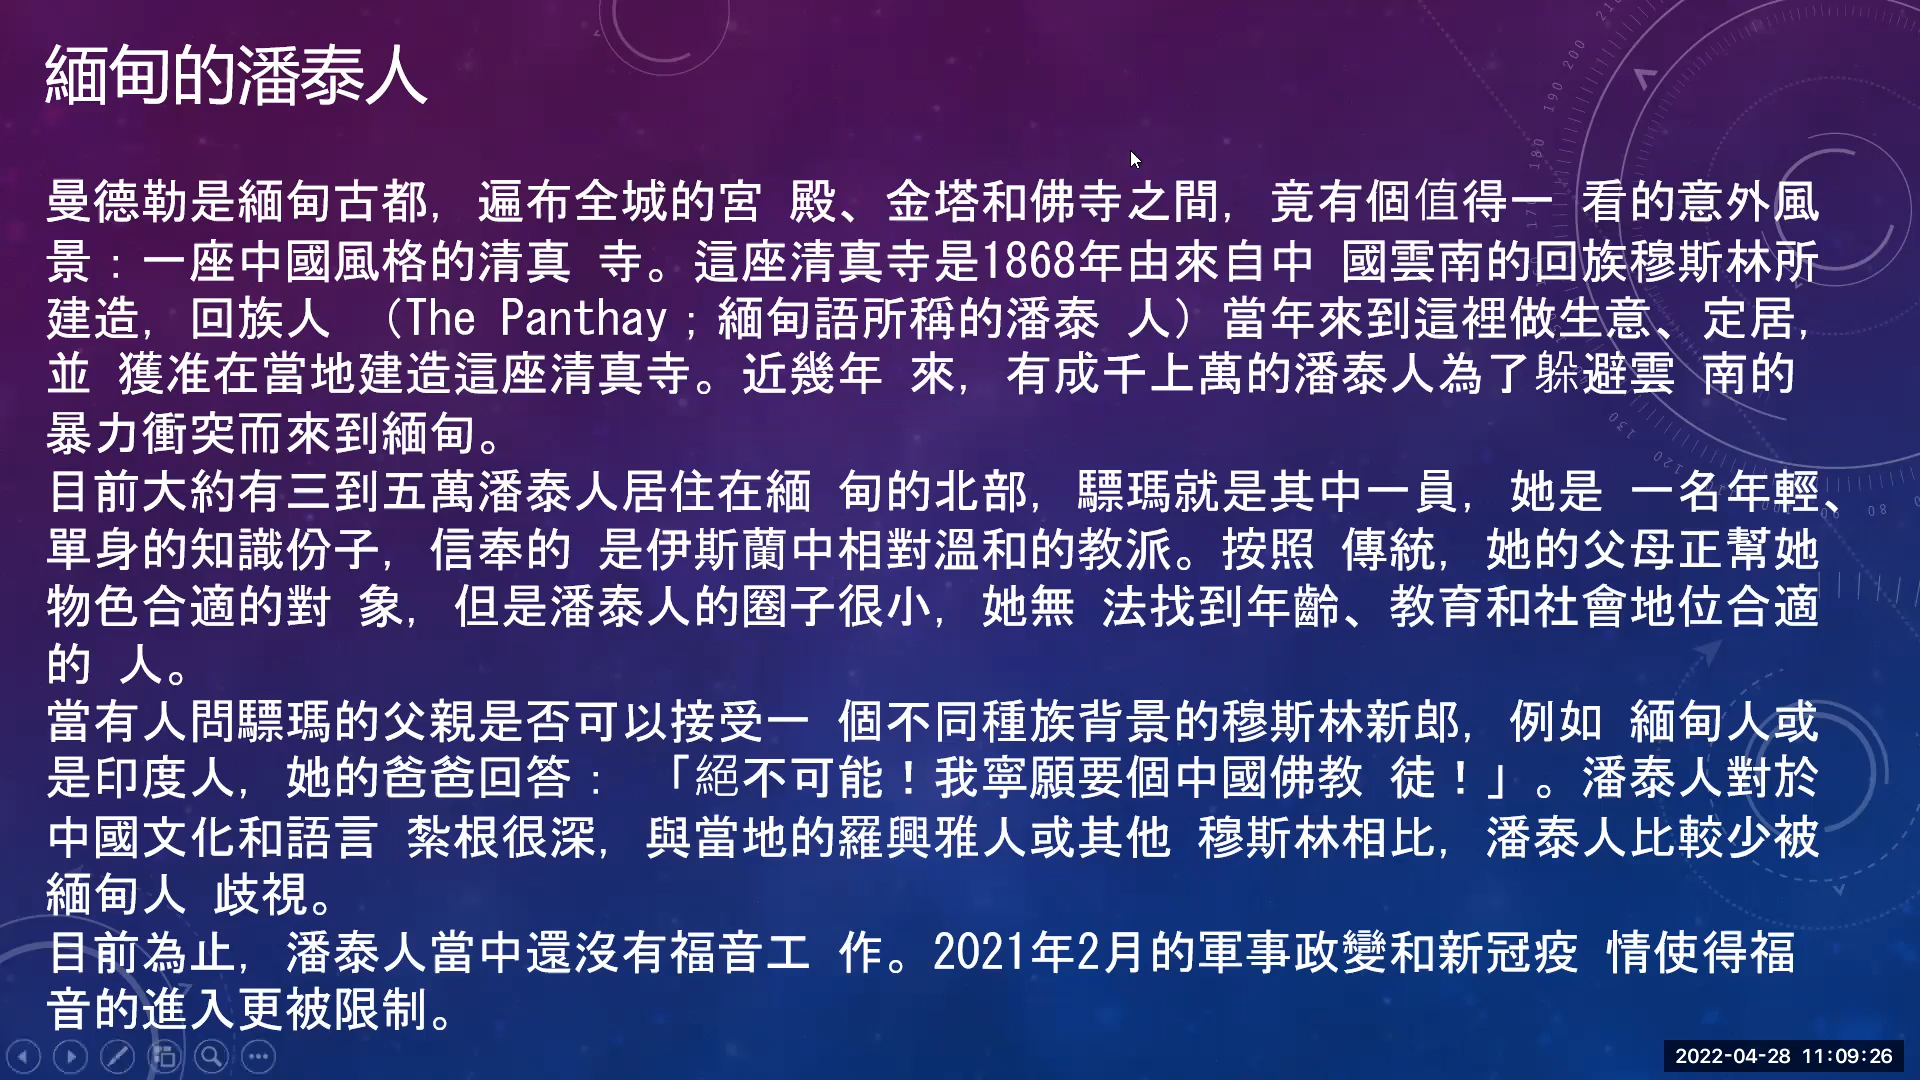 緬甸的潘泰人
曼德勒是緬甸古都，遍布全城的宮 殿、金塔和佛寺之間，竟有個值得一 看的意外風
景：一座中國風格的清真 寺。這座清真寺是1868年由來自中 國雲南的回族穆斯林所
建造，回族人 （The Panthay；緬甸語所稱的潘泰 人）當年來到這裡做生意、定居，
並 獲准在當地建造這座清真寺。近幾年 來，有成千上萬的潘泰人為了躲避雲 南的
暴力衝突而來到緬甸。
目前大約有三到五萬潘泰人居住在緬 甸的北部，驃瑪就是其中一員，她是 一名年輕、
單身的知識份子，信奉的 是伊斯蘭中相對溫和的教派。按照 傳統，她的父母正幫她
物色合適的對 象，但是潘泰人的圈子很小，她無 法找到年齡、教育和社會地位合適
的 人。
當有人問驃瑪的父親是否可以接受一 個不同種族背景的穆斯林新郎，例如 緬甸人或
是印度人，她的爸爸回答： 「絕不可能！我寧願要個中國佛教 徒！」。潘泰人對於
中國文化和語言 紮根很深，與當地的羅興雅人或其他 穆斯林相比，潘泰人比較少被
緬甸人 歧視。
目前為止，潘泰人當中還沒有福音工 作。2021年2月的軍事政變和新冠疫 情使得福
音的進入更被限制。
2022-04-28 11:09:26